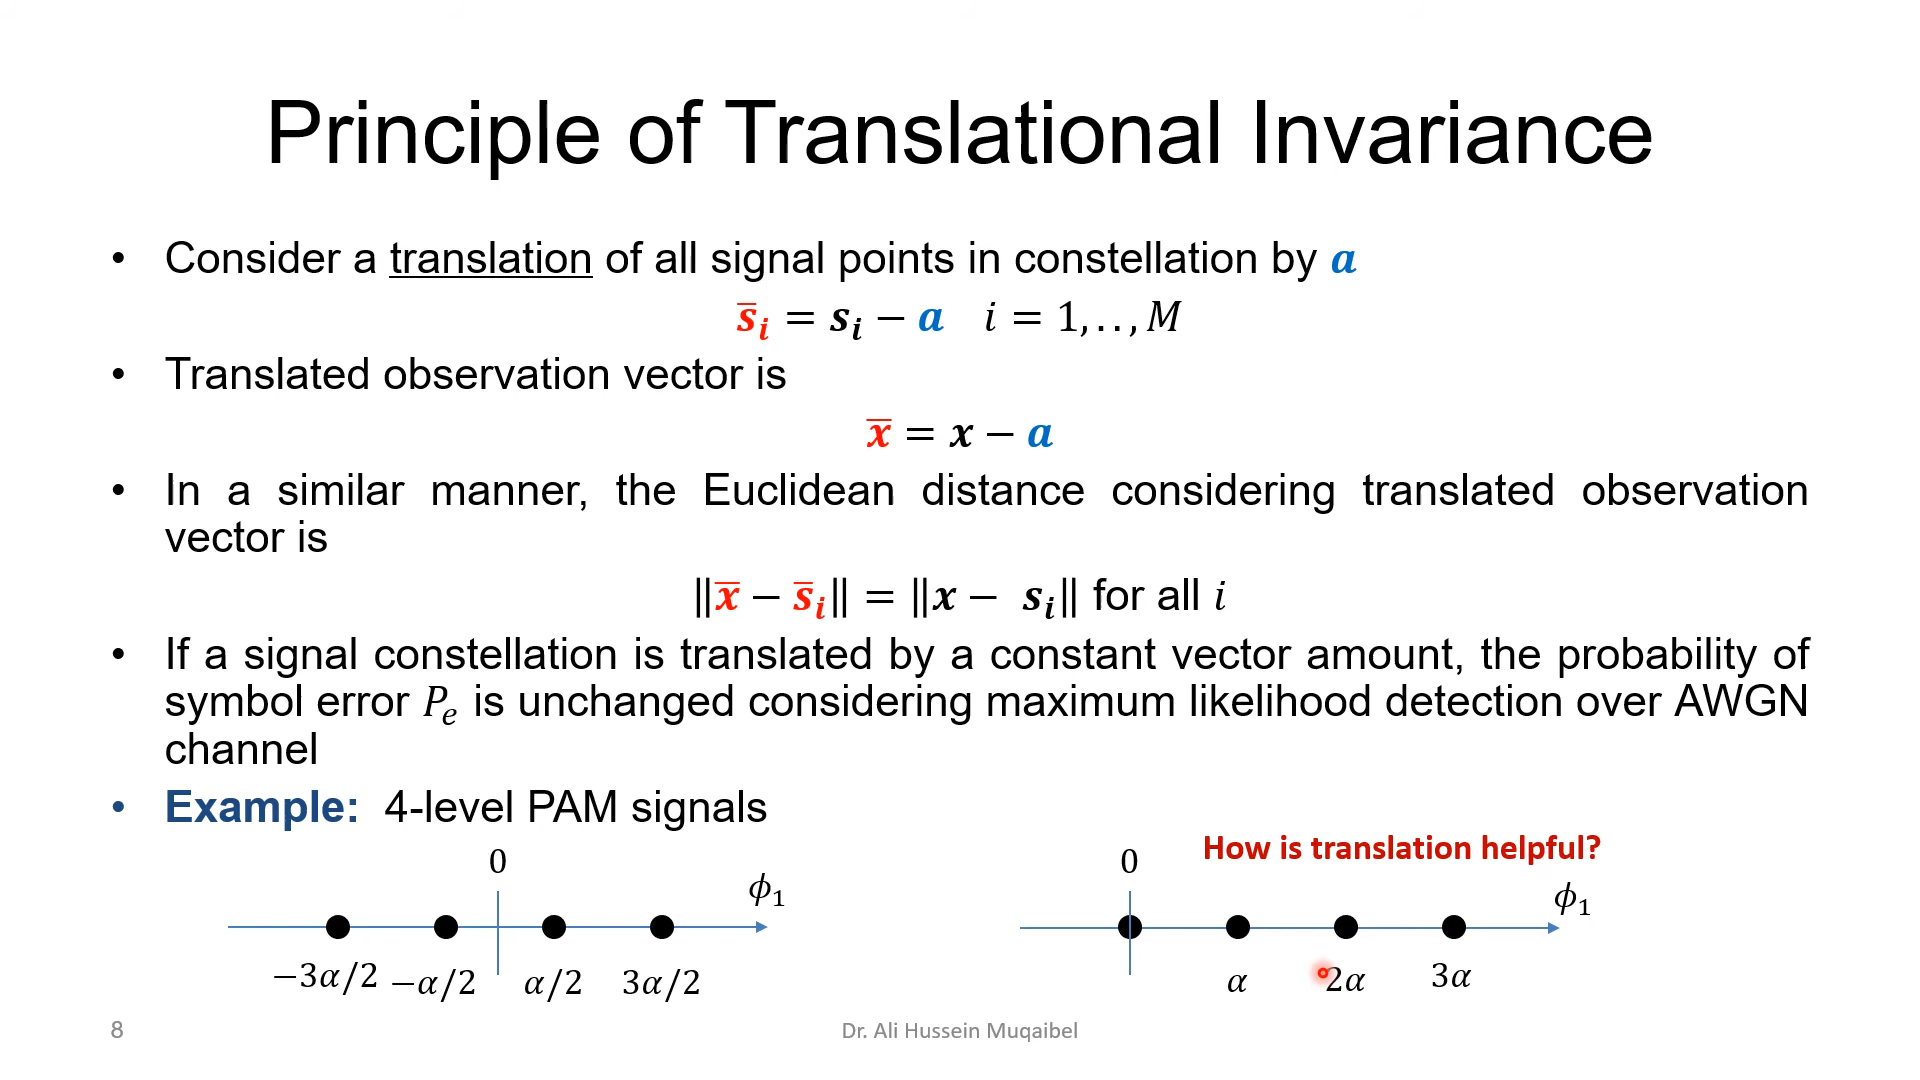 Principle of Translational Invariance
• Consider a translation of all signal points in constellation by a
s̅ᵢ = sᵢ − a   i = 1,..,M
• Translated observation vector is
x̅ = x − a
• In a similar manner, the Euclidean distance considering translated observation
vector is
‖x̅ − s̅ᵢ‖ = ‖x − sᵢ‖ for all i
• If a signal constellation is translated by a constant vector amount, the probability of
symbol error Pₑ is unchanged considering maximum likelihood detection over AWGN
channel
• Example: 4-level PAM signals
0
ϕ₁
−3α/2 −α/2 α/2 3α/2
How is translation helpful?
0
ϕ₁
α 2α 3α
8
Dr. Ali Hussein Muqaibel